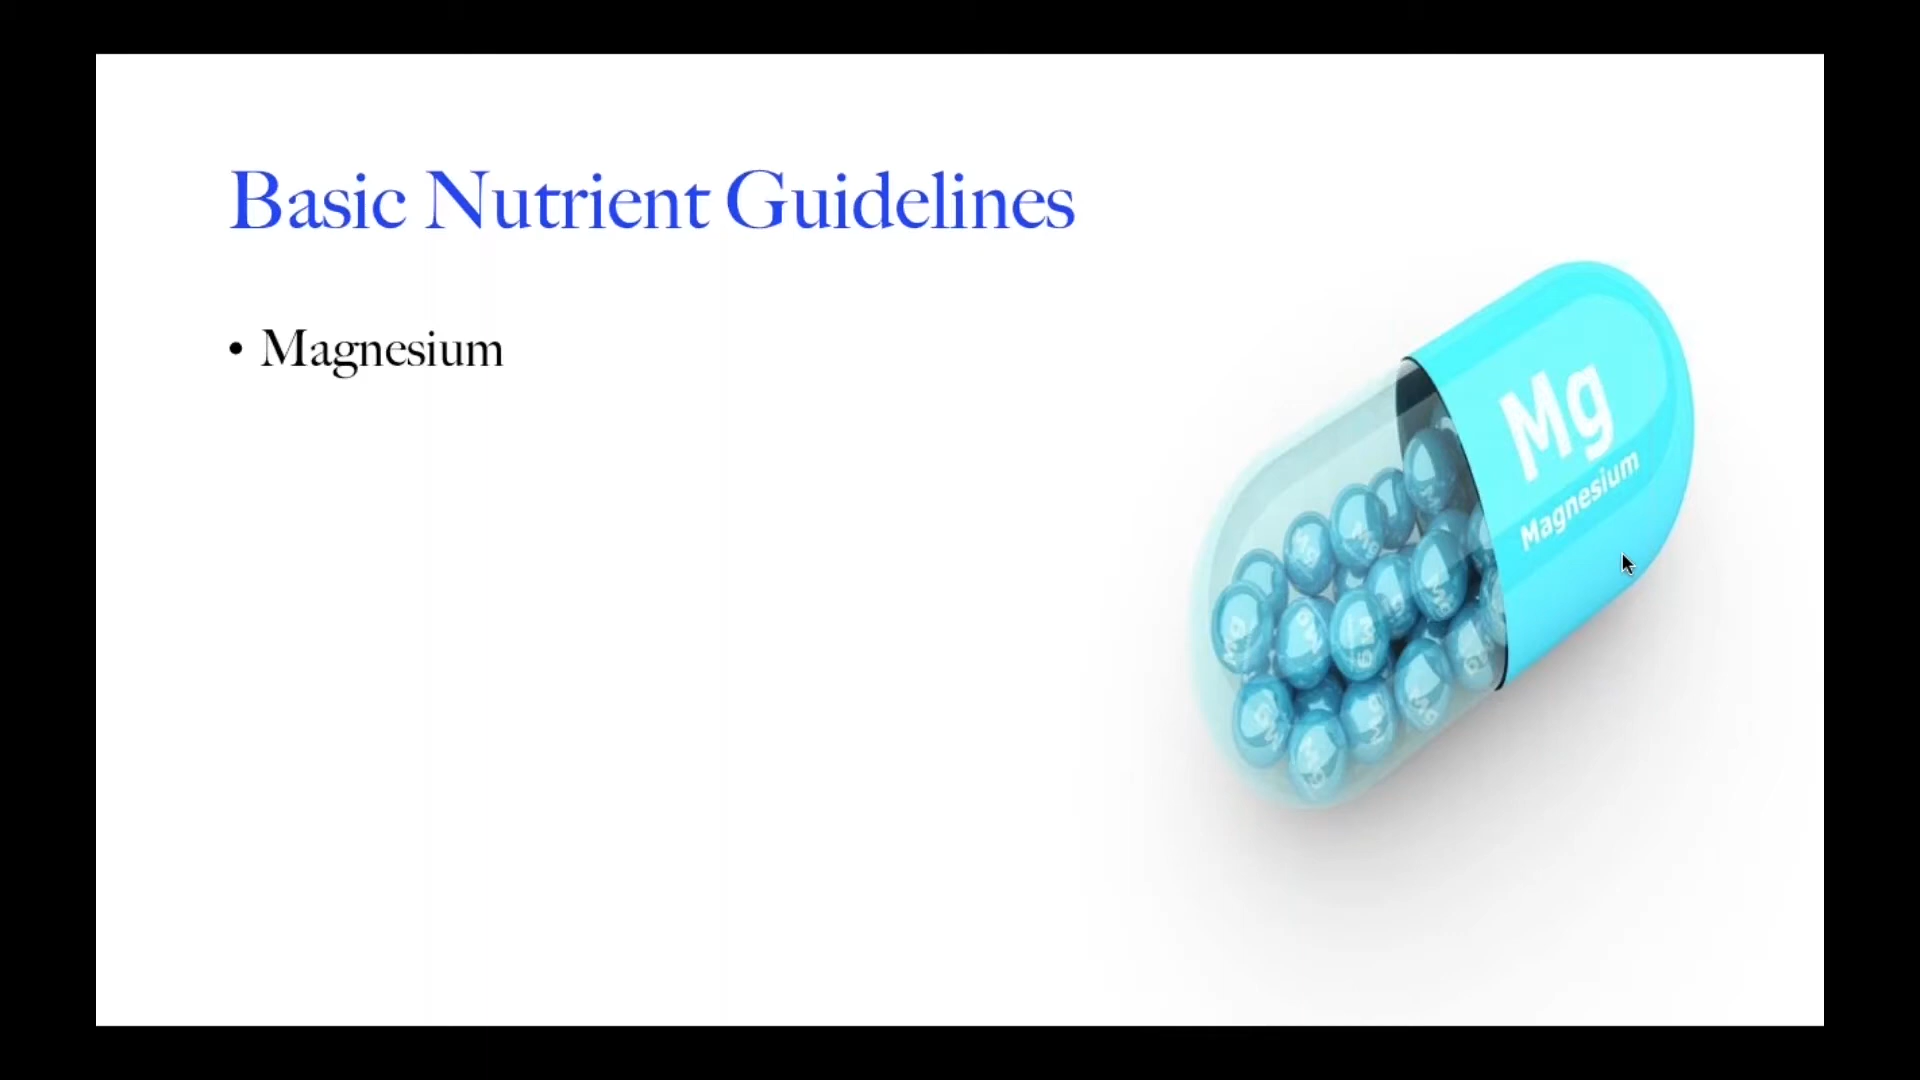 Basic Nutrient Guidelines
• Magnesium
Mg
Magnesium